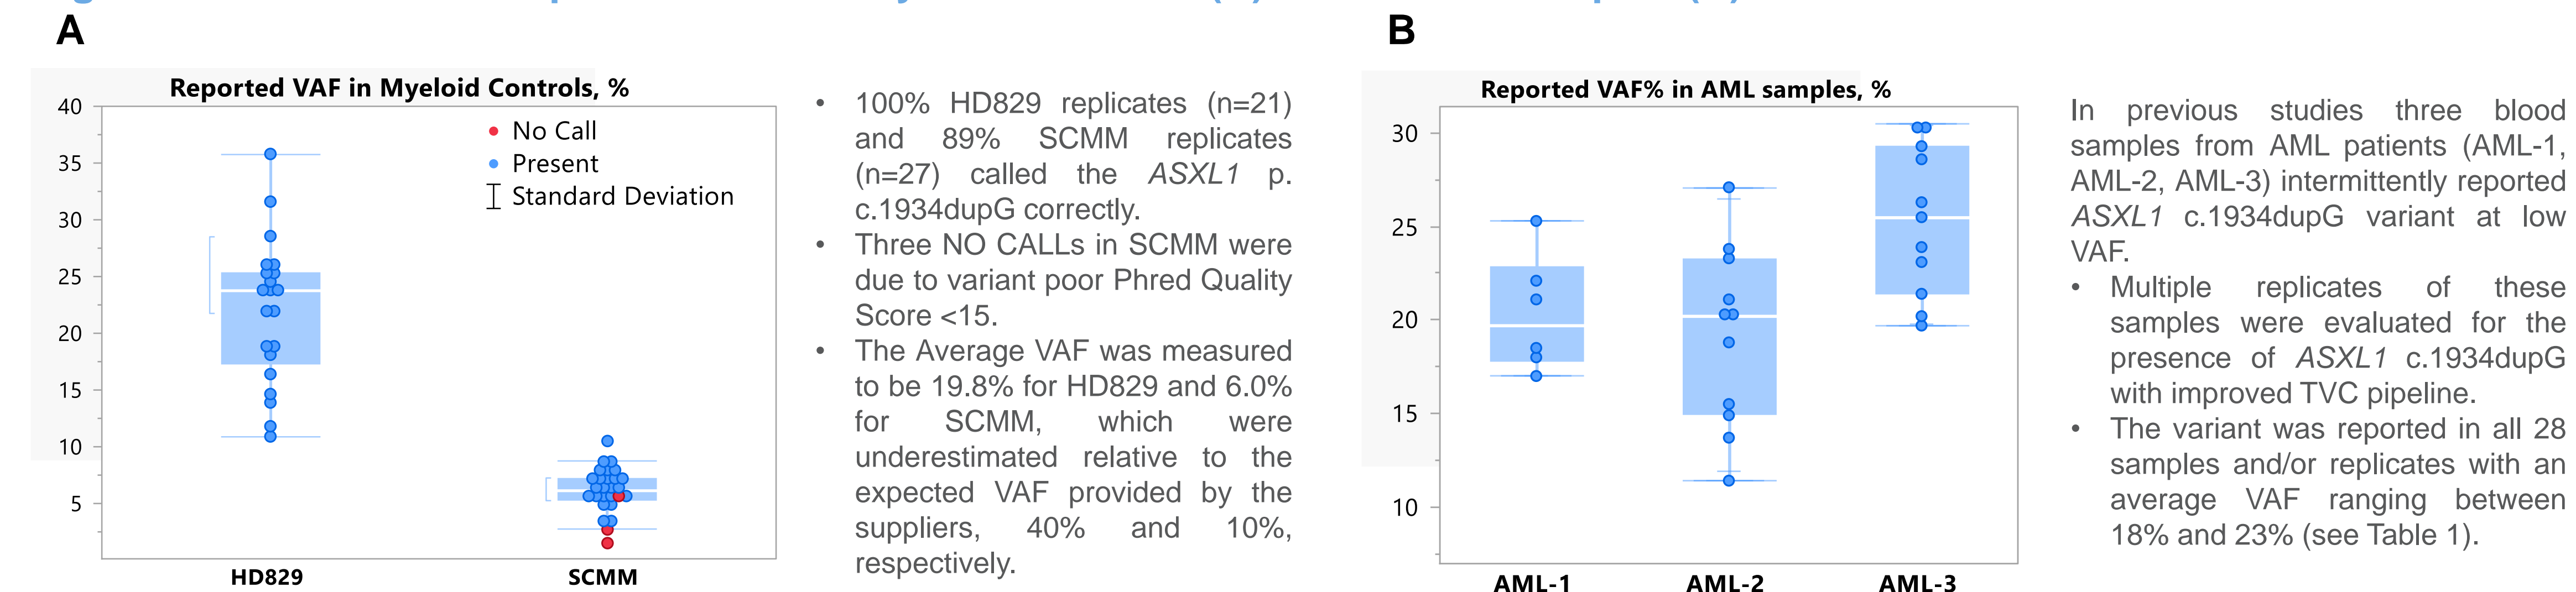 A
Reported VAF in Myeloid Controls, %
40
35
30
25
20
15
10
5
No Call
Present
Standard Deviation
HD829
SCMM
• 100% HD829 replicates (n=21)
and 89% SCMM replicates
(n=27) called the ASXL1 p.
c.1934dupG correctly.
• Three NO CALLs in SCMM were
due to variant poor Phred Quality
Score <15.
• The Average VAF was measured
to be 19.8% for HD829 and 6.0%
for SCMM, which were
underestimated relative to the
expected VAF provided by the
suppliers, 40% and 10%,
respectively.
B
Reported VAF% in AML samples, %
30
25
20
15
10
AML-1
AML-2
AML-3
In previous studies three blood
samples from AML patients (AML-1,
AML-2, AML-3) intermittently reported
ASXL1 c.1934dupG variant at low
VAF.
• Multiple replicates of these
samples were evaluated for the
presence of ASXL1 c.1934dupG
with improved TVC pipeline.
• The variant was reported in all 28
samples and/or replicates with an
average VAF ranging between
18% and 23% (see Table 1).